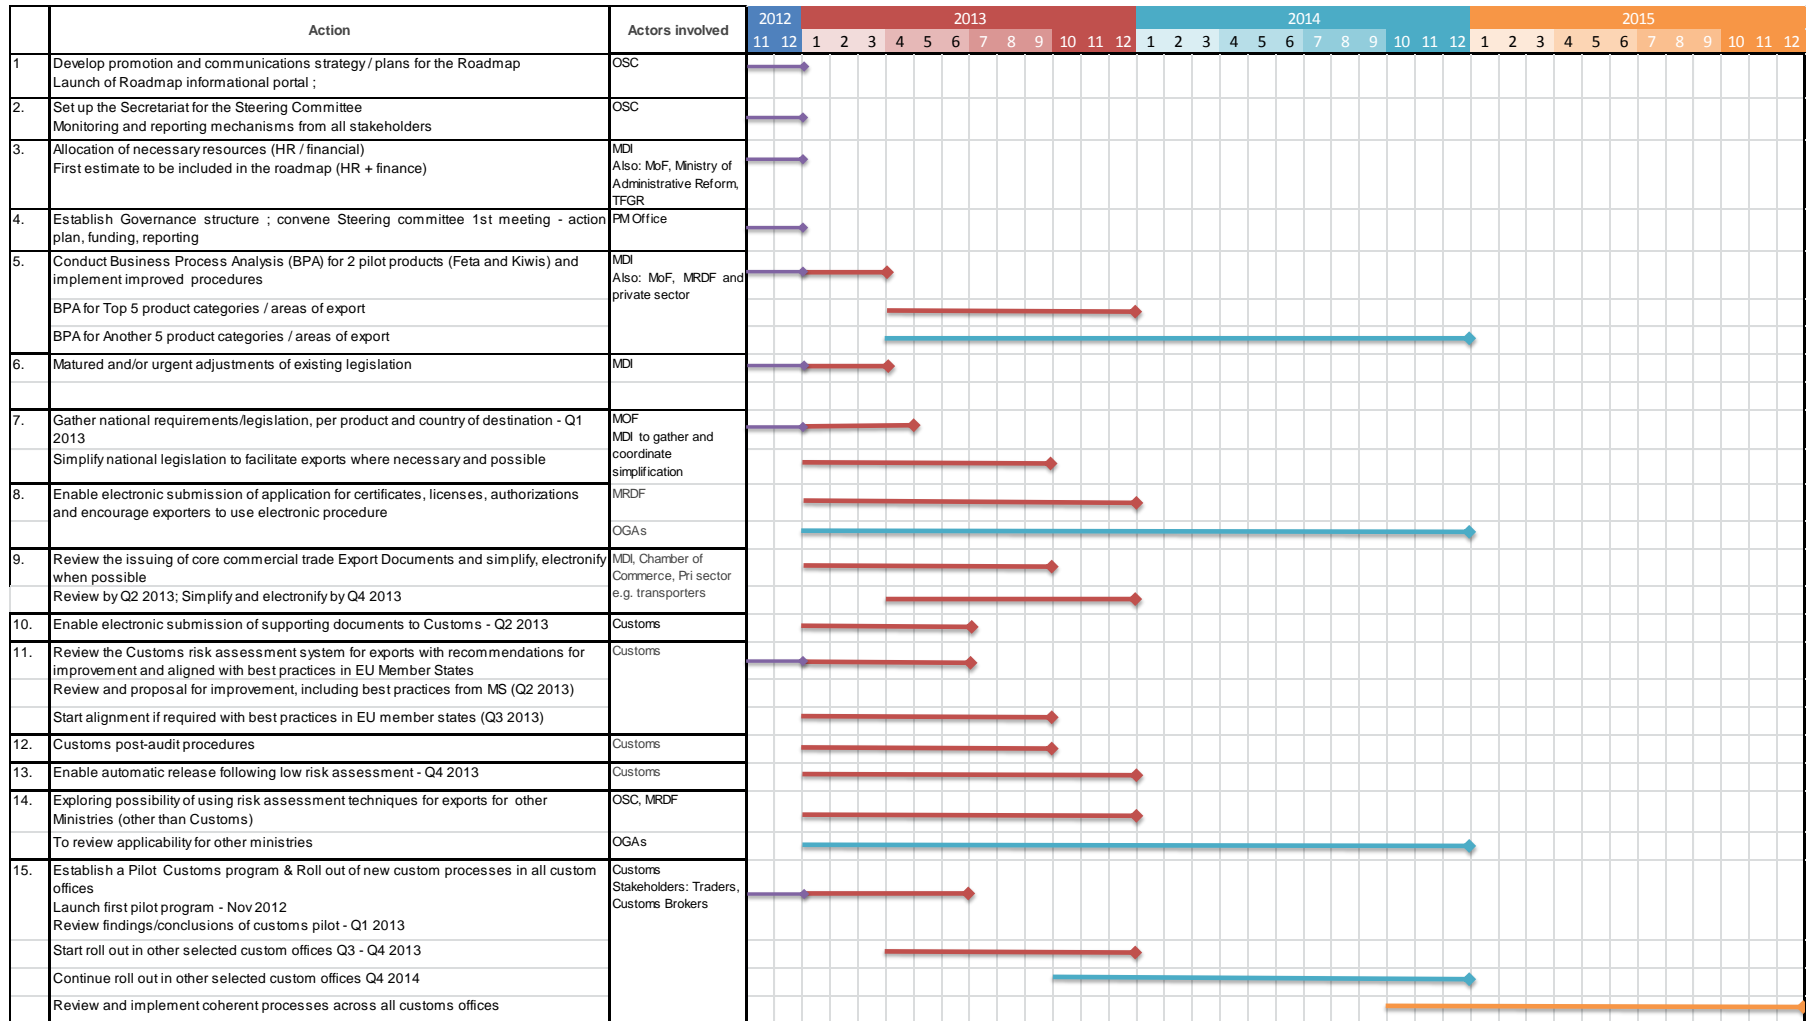 Action
Actors involved
2012
2013
2014
2015
11 12 1 2 3 4 5 6 7 8 9 10 11 12 1 2 3 4 5 6 7 8 9 10 11 12 1 2 3 4 5 6 7 8 9 10 11 12
1
Develop promotion and communications strategy / plans for the Roadmap
Launch of Roadmap informational portal ;
OSC
2.
Set up the Secretariat for the Steering Committee
Monitoring and reporting mechanisms from all stakeholders
OSC
3.
Allocation of necessary resources (HR / financial)
First estimate to be included in the roadmap (HR + finance)
MDI
Also: MoF, Ministry of
Administrative Reform,
TFGR
4.
Establish Governance structure ; convene Steering committee 1st meeting - action
plan, funding, reporting
PM Office
5.
Conduct Business Process Analysis (BPA) for 2 pilot products (Feta and Kiwis) and
implement improved procedures
MDI
Also: MoF, MRDF and
private sector
BPA for Top 5 product categories / areas of export
BPA for Another 5 product categories / areas of export
6.
Matured and/or urgent adjustments of existing legislation
MDI
7.
Gather national requirements/legislation, per product and country of destination - Q1
2013
MOF
MDI to gather and
coordinate
simplification
Simplify national legislation to facilitate exports where necessary and possible
8.
Enable electronic submission of application for certificates, licenses, authorizations
and encourage exporters to use electronic procedure
MRDF
OGAs
9.
Review the issuing of core commercial trade Export Documents and simplify, electronify
when possible
MDI, Chamber of
Commerce, Pri sector
e.g. transporters
Review by Q2 2013; Simplify and electronify by Q4 2013
10.
Enable electronic submission of supporting documents to Customs - Q2 2013
Customs
11.
Review the Customs risk assessment system for exports with recommendations for
improvement and aligned with best practices in EU Member States
Customs
Review and proposal for improvement, including best practices from MS (Q2 2013)
Start alignment if required with best practices in EU member states (Q3 2013)
12.
Customs post-audit procedures
Customs
13.
Enable automatic release following low risk assessment - Q4 2013
Customs
14.
Exploring possibility of using risk assessment techniques for exports for other
Ministries (other than Customs)
OSC, MRDF
To review applicability for other ministries
OGAs
15.
Establish a Pilot Customs program & Roll out of new custom processes in all custom
offices
Launch first pilot program - Nov 2012
Review findings/conclusions of customs pilot - Q1 2013
Customs
Stakeholders: Traders,
Customs Brokers
Start roll out in other selected custom offices Q3 - Q4 2013
Continue roll out in other selected custom offices Q4 2014
Review and implement coherent processes across all customs offices